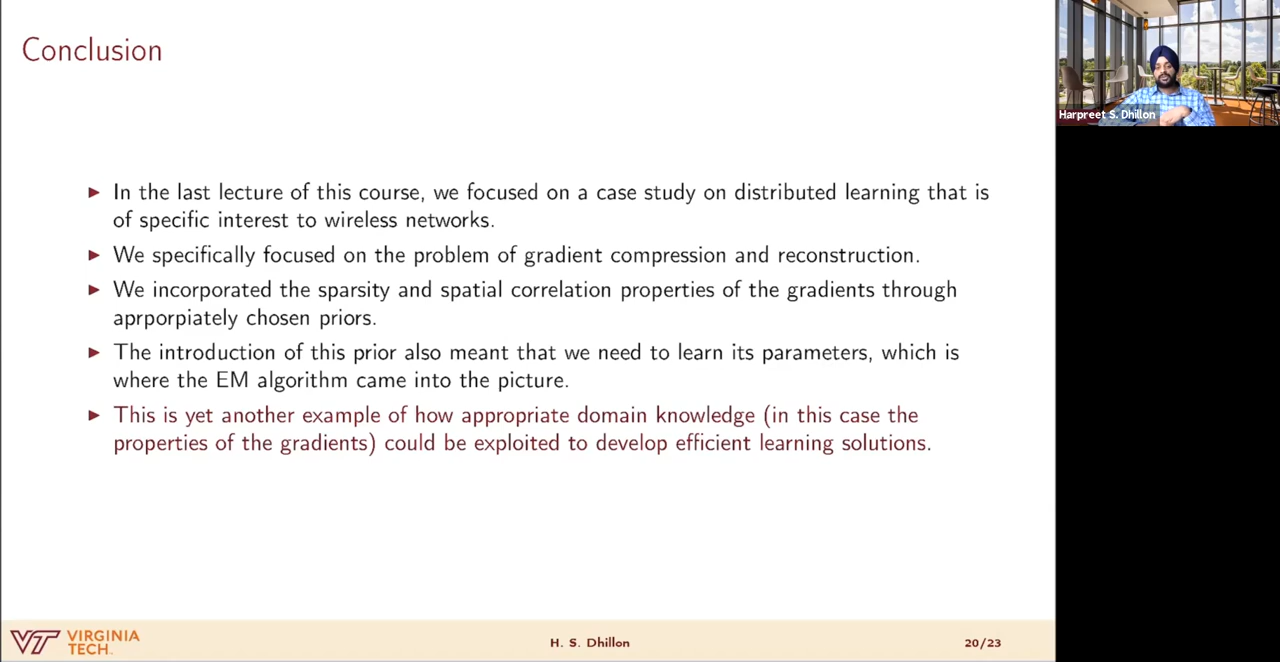 Conclusion
Harpreet S. Dhillon
► In the last lecture of this course, we focused on a case study on distributed learning that is
of specific interest to wireless networks.
► We specifically focused on the problem of gradient compression and reconstruction.
► We incorporated the sparsity and spatial correlation properties of the gradients through
aprporpiately chosen priors.
► The introduction of this prior also meant that we need to learn its parameters, which is
where the EM algorithm came into the picture.
► This is yet another example of how appropriate domain knowledge (in this case the
properties of the gradients) could be exploited to develop efficient learning solutions.
VT VIRGINIA
TECH
H. S. Dhillon
20/23